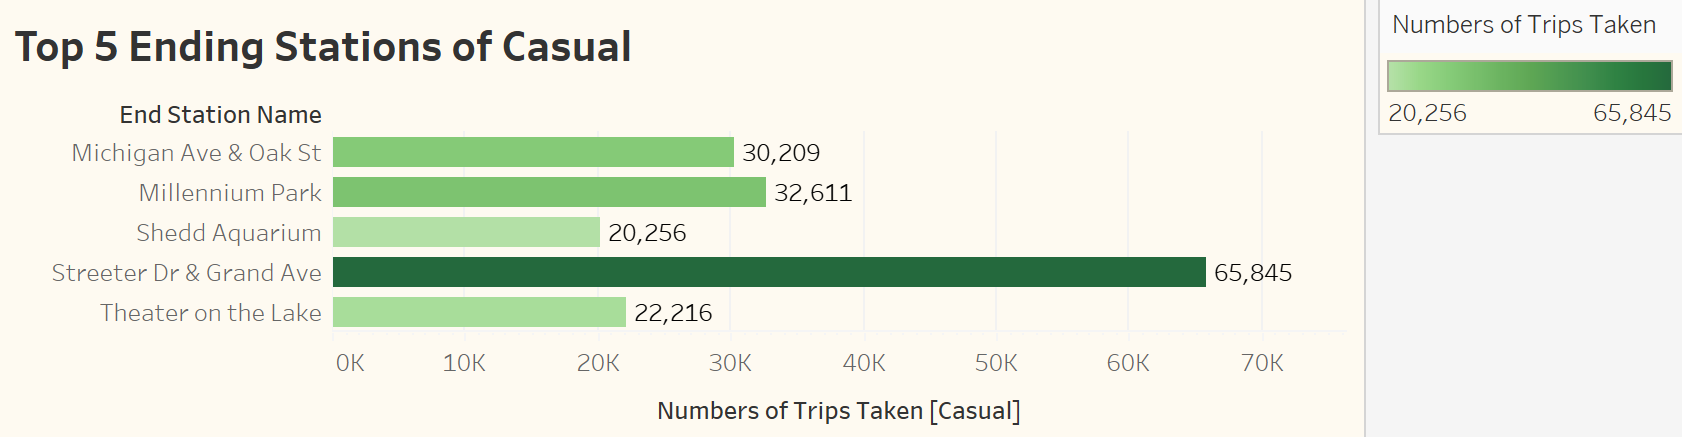 Top 5 Ending Stations of Casual
End Station Name
Michigan Ave & Oak St 30,209
Millennium Park 32,611
Shedd Aquarium 20,256
Streeter Dr & Grand Ave 65,845
Theater on the Lake 22,216
0K 10K 20K 30K 40K 50K 60K 70K
Numbers of Trips Taken [Casual]
Numbers of Trips Taken
20,256 65,845